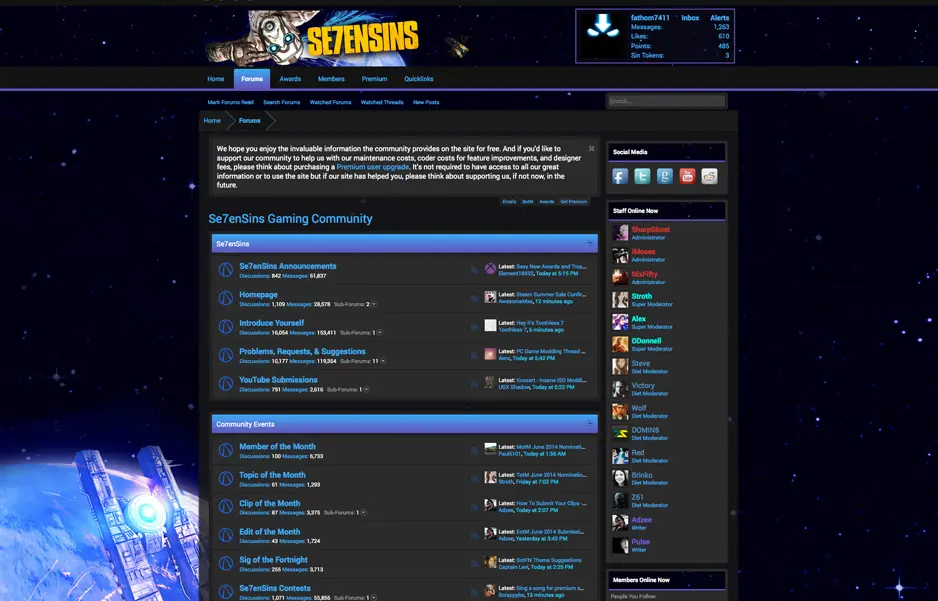 SE7ENSINS
fathom7411 Inbox Alerts
Messages: 1,263
Likes: 610
Points: 485
Sin Tokens: 3
Home Forums Awards Members Premium Quicklinks
Mark Forums Read Search Forums Watched Forums Watched Threads New Posts
Search...
Home Forums
We hope you enjoy the invaluable information the community provides on the site for free. And if you'd like to
support our community to help us with our maintenance costs, coder costs for feature improvements, and designer
fees, please think about purchasing a Premium user upgrade. It's not required to have access to all our great
information or to use the site but if our site has helped you, please think about supporting us, if not now, in the
future.
Emails BotM Awards Get Premium
Se7enSins Gaming Community
Se7enSins
Se7enSins Announcements
Discussions: 842 Messages: 51,837
Latest: Sexy New Awards and Trop...
Element18592, Today at 5:15 PM
Homepage
Discussions: 1,109 Messages: 28,578 Sub-Forums: 2
Latest: Steam Summer Sale Confir...
AwesomeMax, 12 minutes ago
Introduce Yourself
Discussions: 16,054 Messages: 153,411 Sub-Forums: 1
Latest: Hey It's Toothless 7
Toothless 7, 6 minutes ago
Problems, Requests, & Suggestions
Discussions: 10,177 Messages: 119,354 Sub-Forums: 11
Latest: PC Game Modding Thread ...
Today at 5:42 PM
YouTube Submissions
Discussions: 791 Messages: 2,616 Sub-Forums: 1
Latest: Kcozart - Insane ISO Moddi...
UGX Shadow, Today at 6:22 PM
Community Events
Member of the Month
Discussions: 100 Messages: 6,733
Latest: MotM June 2014 Nominati...
Paulii101, Today at 1:56 AM
Topic of the Month
Discussions: 61 Messages: 1,293
Latest: TotM June 2014 Nominatio...
Stroth, Friday at 7:02 PM
Clip of the Month
Discussions: 87 Messages: 3,375 Sub-Forums: 1
Latest: How To Submit Your Clips -...
Adzee, Today at 2:07 PM
Edit of the Month
Discussions: 43 Messages: 1,724
Latest: EotM June 2014 Submissi...
Adzee, Yesterday at 3:42 PM
Sig of the Fortnight
Discussions: 255 Messages: 3,713
Latest: SotFN Theme Suggestions
Captain Levi, Today at 2:26 PM
Se7enSins Contests
Discussions: 1,071 Messages: 55,856 Sub-Forums: 1
Latest: Sing a song for premium a...
Scrappybs, 13 minutes ago
Social Media
Staff Online Now
SharpGhost
Administrator
iMoses
Administrator
NixFifty
Administrator
Stroth
Super Moderator
Alex
Super Moderator
ODonnell
Super Moderator
Steve
Diet Moderator
Victory
Diet Moderator
Wolf
Diet Moderator
DOMIN8
Diet Moderator
Red
Diet Moderator
Brinko
Diet Moderator
Z61
Diet Moderator
Adzee
Writer
Pulse
Writer
Members Online Now
People You Follow: